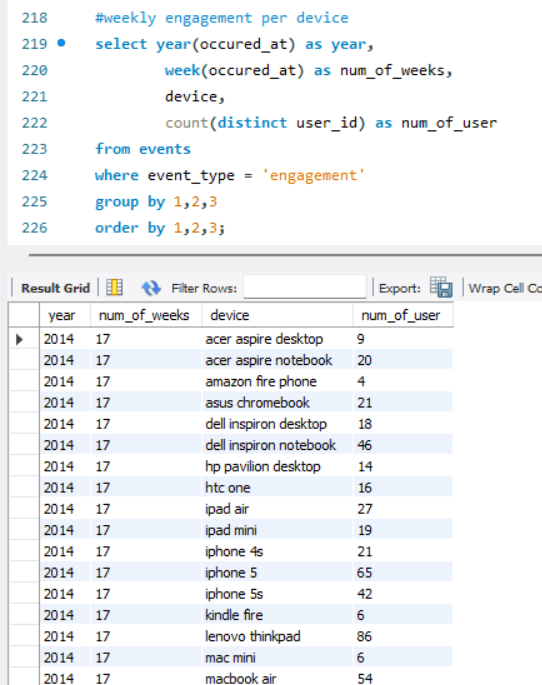 218 #weekly engagement per device
219 select year(occured_at) as year,
220 week(occured_at) as num_of_weeks,
221 device,
222 count(distinct user_id) as num_of_user
223 from events
224 where event_type = 'engagement'
225 group by 1,2,3
226 order by 1,2,3;
Result Grid Filter Rows: Export: Wrap Cell Co
year num_of_weeks device num_of_user
2014 17 acer aspire desktop 9
2014 17 acer aspire notebook 20
2014 17 amazon fire phone 4
2014 17 asus chromebook 21
2014 17 dell inspiron desktop 18
2014 17 dell inspiron notebook 46
2014 17 hp pavilion desktop 14
2014 17 htc one 16
2014 17 ipad air 27
2014 17 ipad mini 19
2014 17 iphone 4s 21
2014 17 iphone 5 65
2014 17 iphone 5s 42
2014 17 kindle fire 6
2014 17 lenovo thinkpad 86
2014 17 mac mini 6
2014 17 macbook air 54